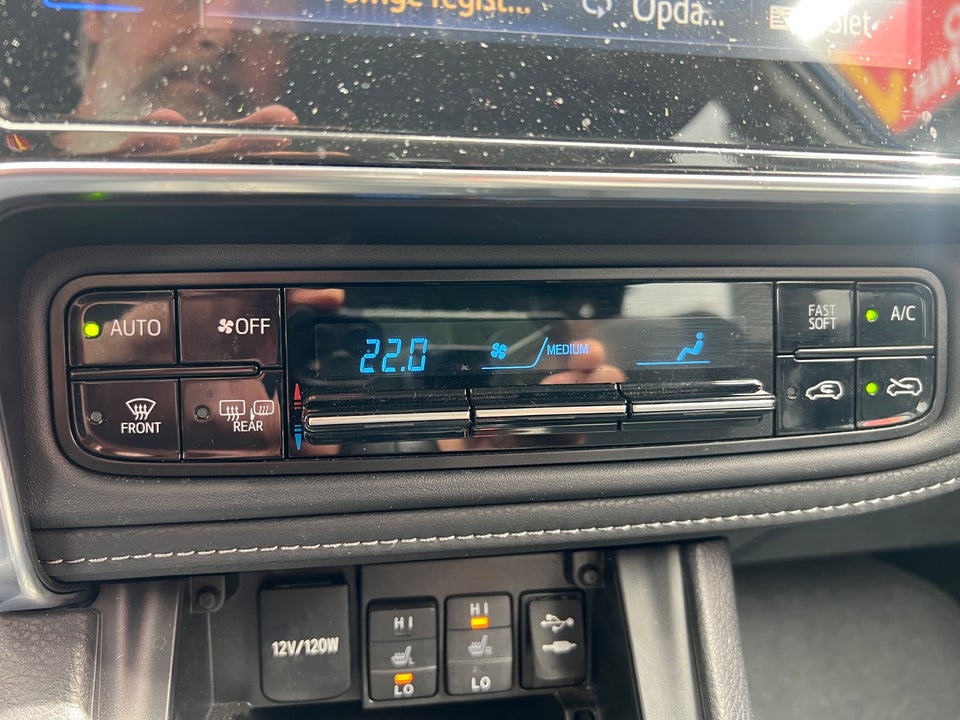 Opda...
AUTO
OFF
22.0
MEDIUM
FAST
SOFT
A/C
FRONT
REAR
12V/120W
HI
L
LO
HI
R
LO